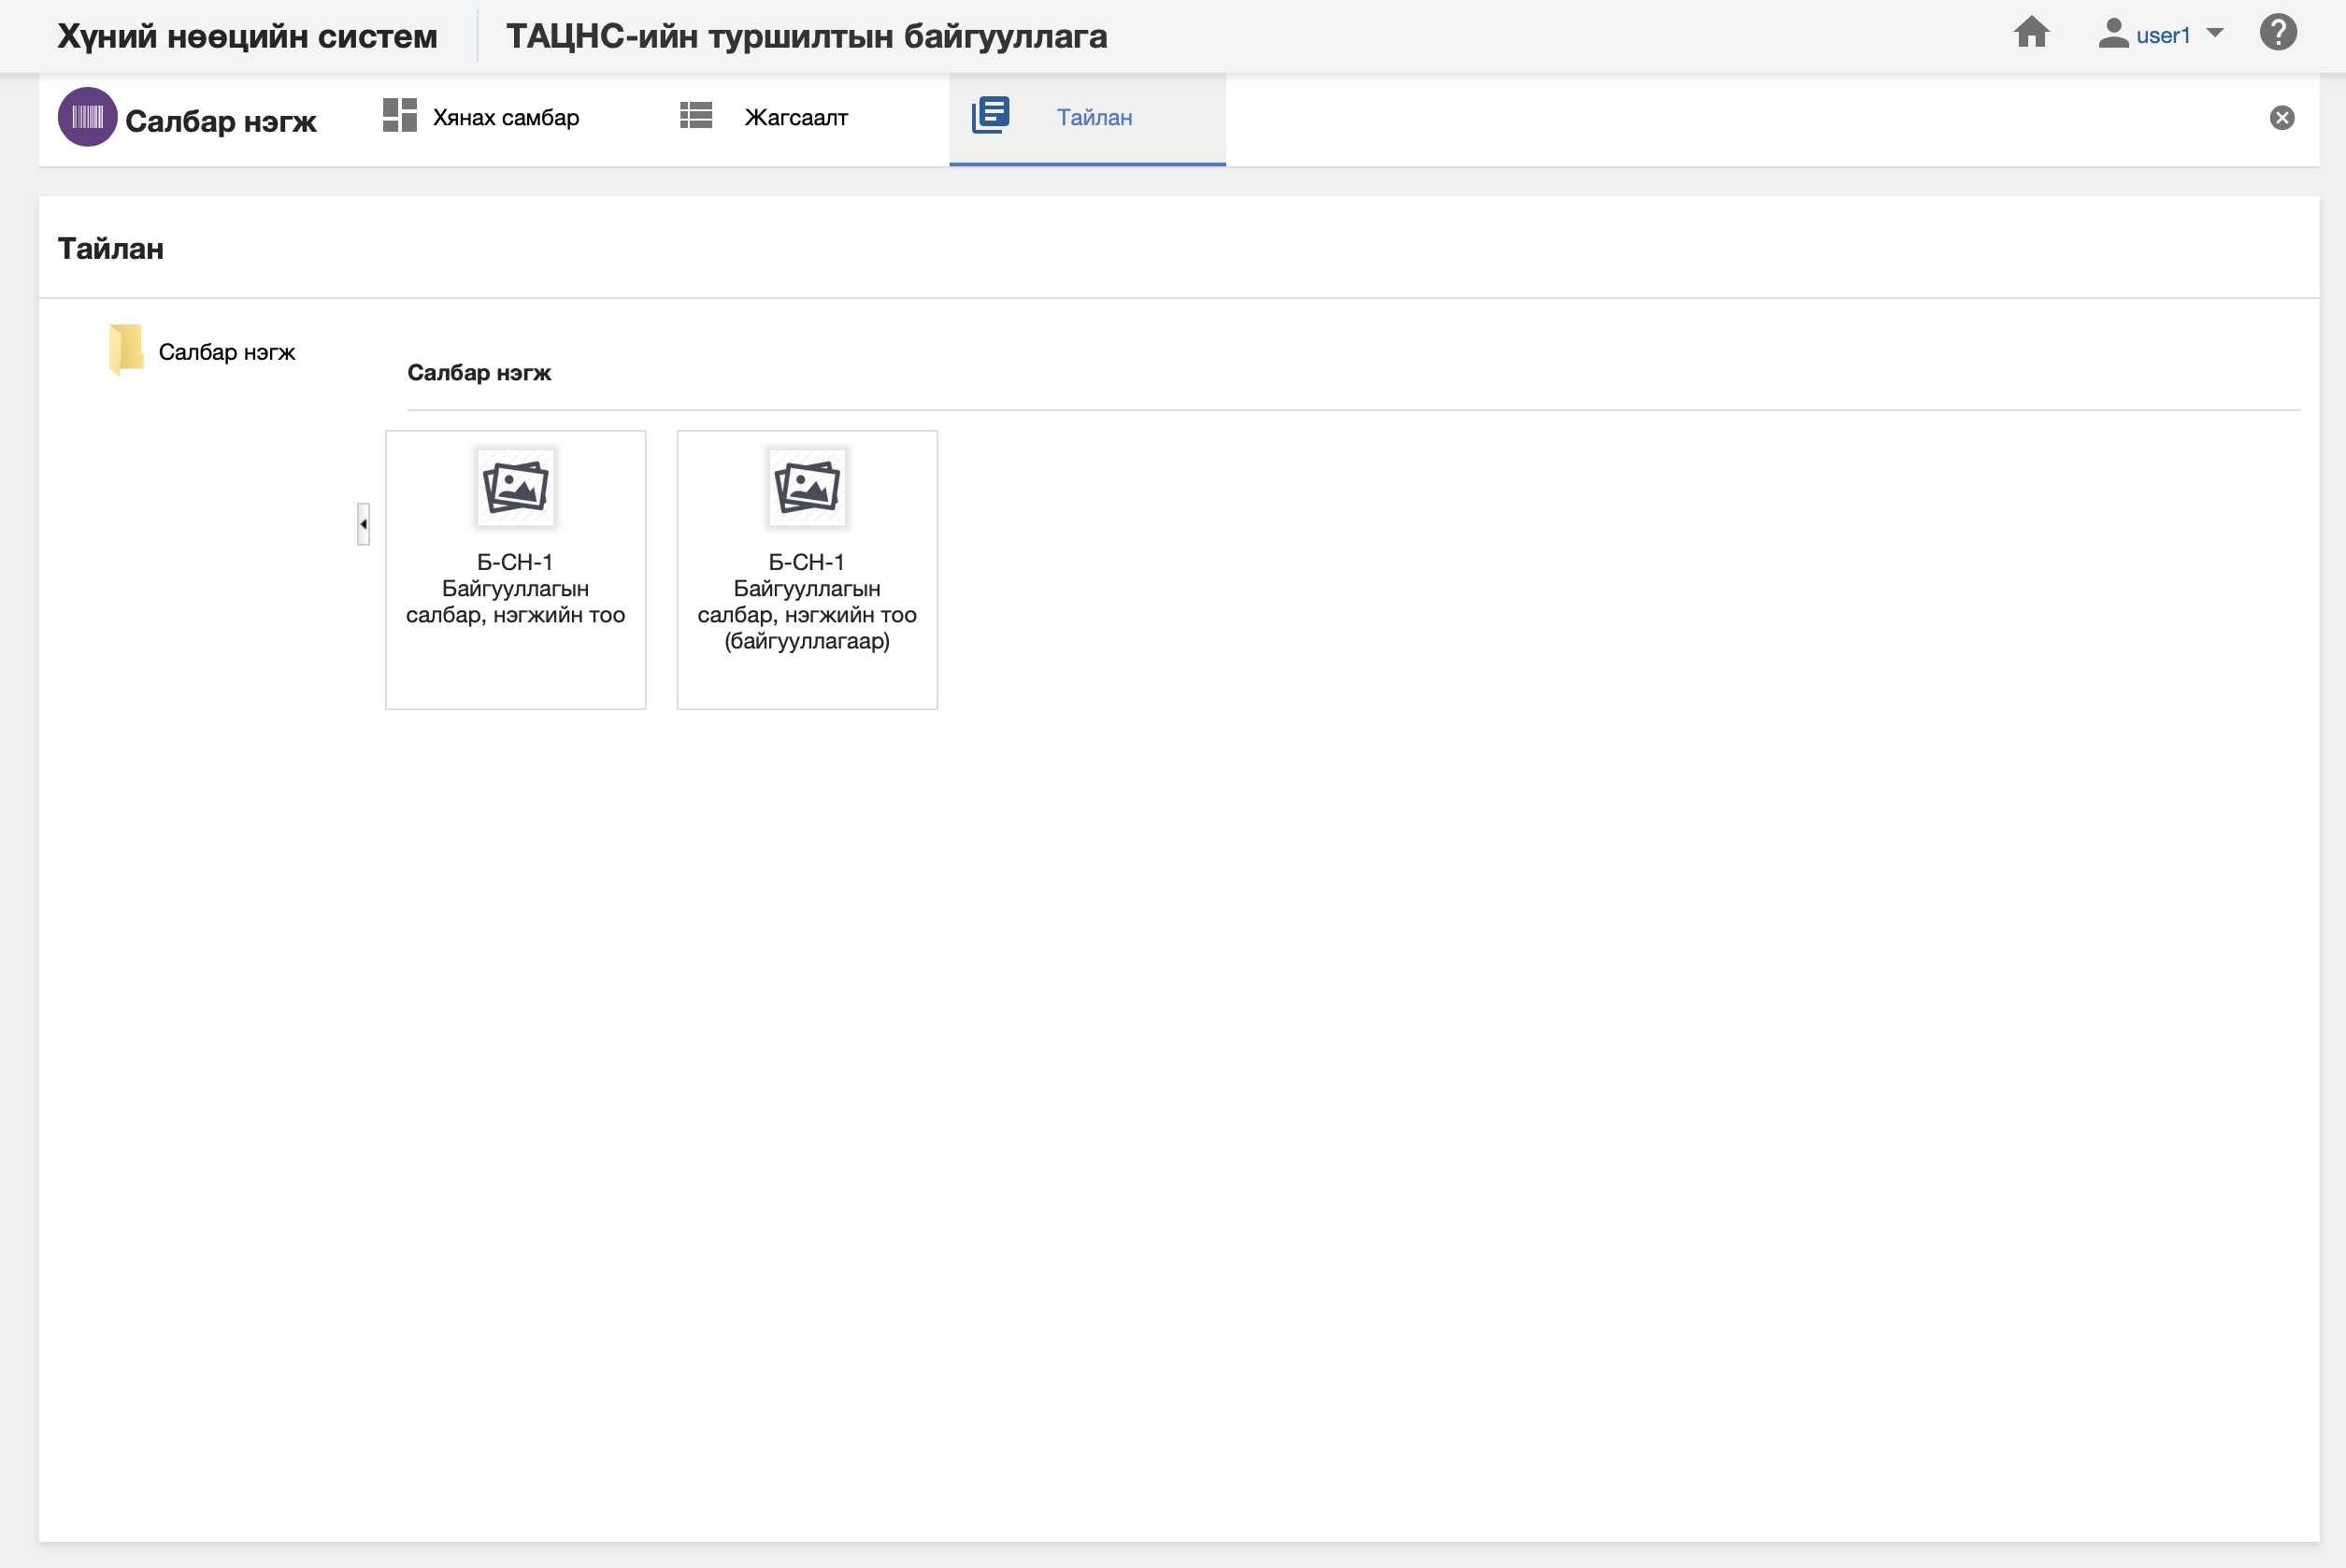 Хүний нөөцийн систем
ТАЦНС-ийн туршилтын байгууллага
user1
Салбар нэгж
Хянах самбар
Жагсаалт
Тайлан
Тайлан
Салбар нэгж
Салбар нэгж
Б-СН-1
Байгууллагын
салбар, нэгжийн тоо
Б-СН-1
Байгууллагын
салбар, нэгжийн тоо
(байгууллагаар)